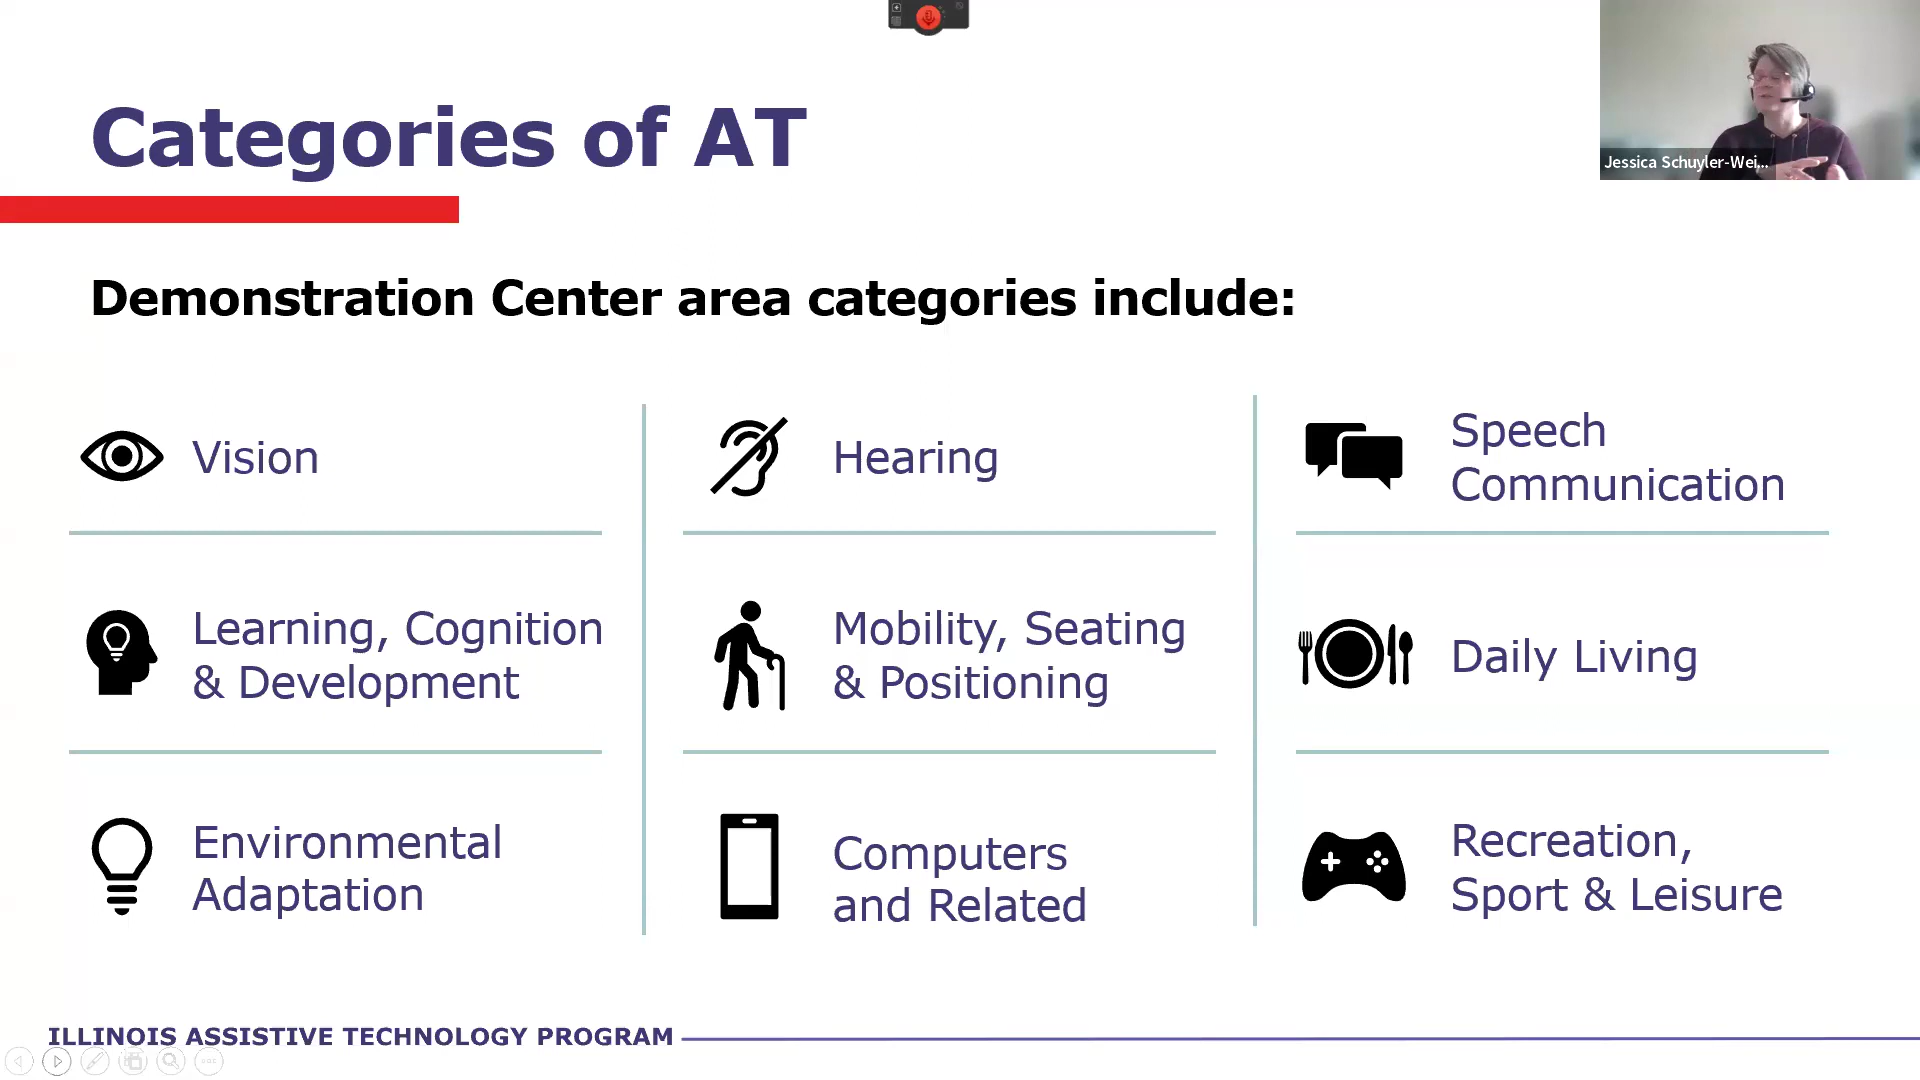 Categories of AT
Jessica Schuyler-Wei...
Demonstration Center area categories include:
Vision
Hearing
Speech
Communication
Learning, Cognition
& Development
Mobility, Seating
& Positioning
Daily Living
Environmental
Adaptation
Computers
and Related
Recreation,
Sport & Leisure
ILLINOIS ASSISTIVE TECHNOLOGY PROGRAM